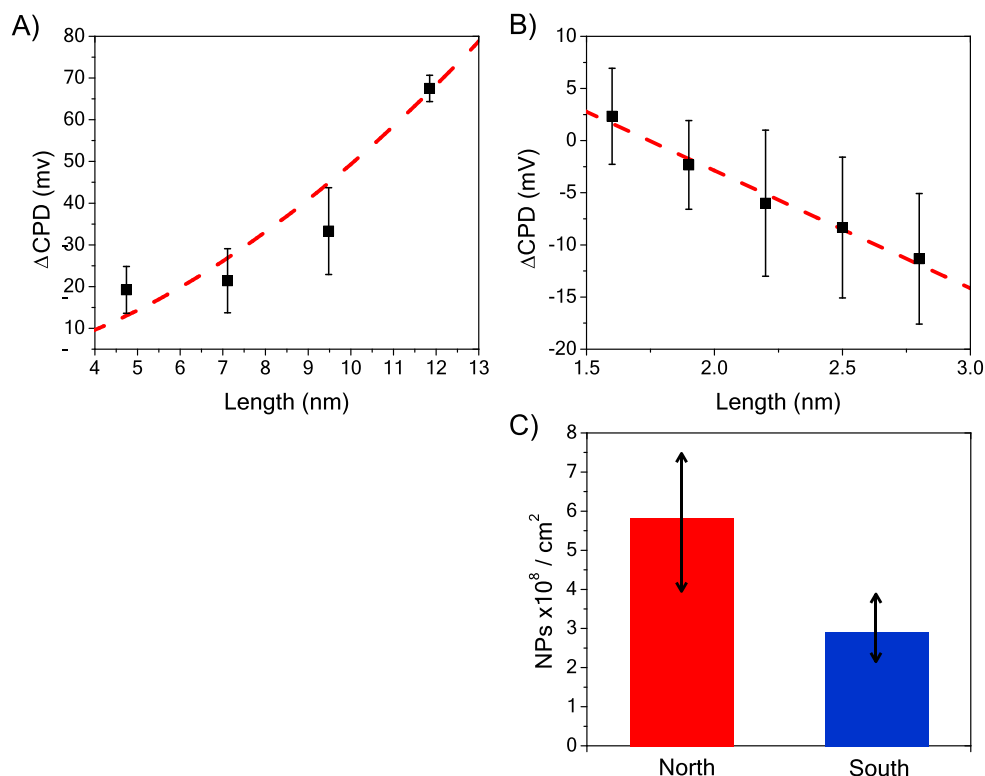 A)
80
70
60
50
40
30
20
10
ΔCPD (mv)
4 5 6 7 8 9 10 11 12 13
Length (nm)
B)
10
5
0
-5
-10
-15
-20
ΔCPD (mV)
1.5 2.0 2.5 3.0
Length (nm)
C)
8
7
6
5
4
3
2
1
0
NPs x10⁸ / cm²
North South